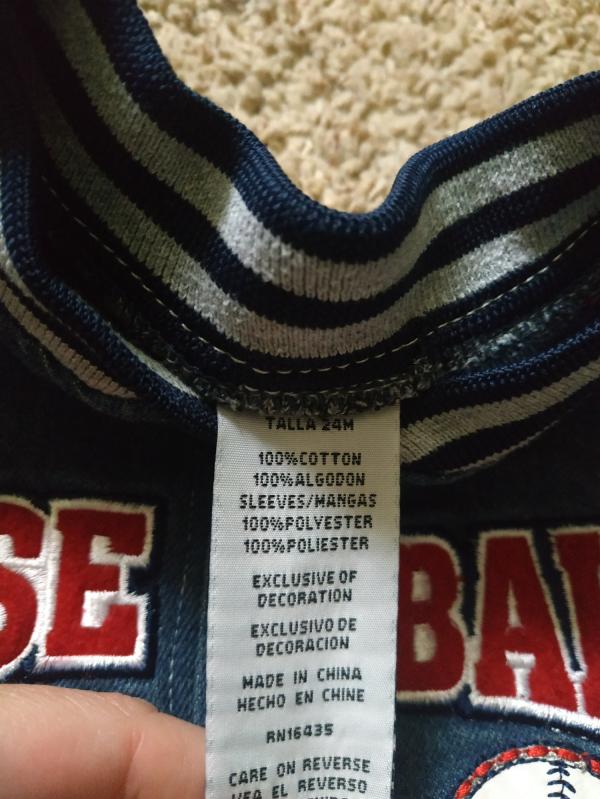 TALLA 24M
100%COTTON
100%ALGODON
SLEEVES/MANGAS
100%POLYESTER
100%POLIESTER
EXCLUSIVE OF
DECORATION
EXCLUSIVO DE
DECORACION
MADE IN CHINA
HECHO EN CHINE
RN16435
CARE ON REVERSE
VEA EL REVERSO
SE
BA